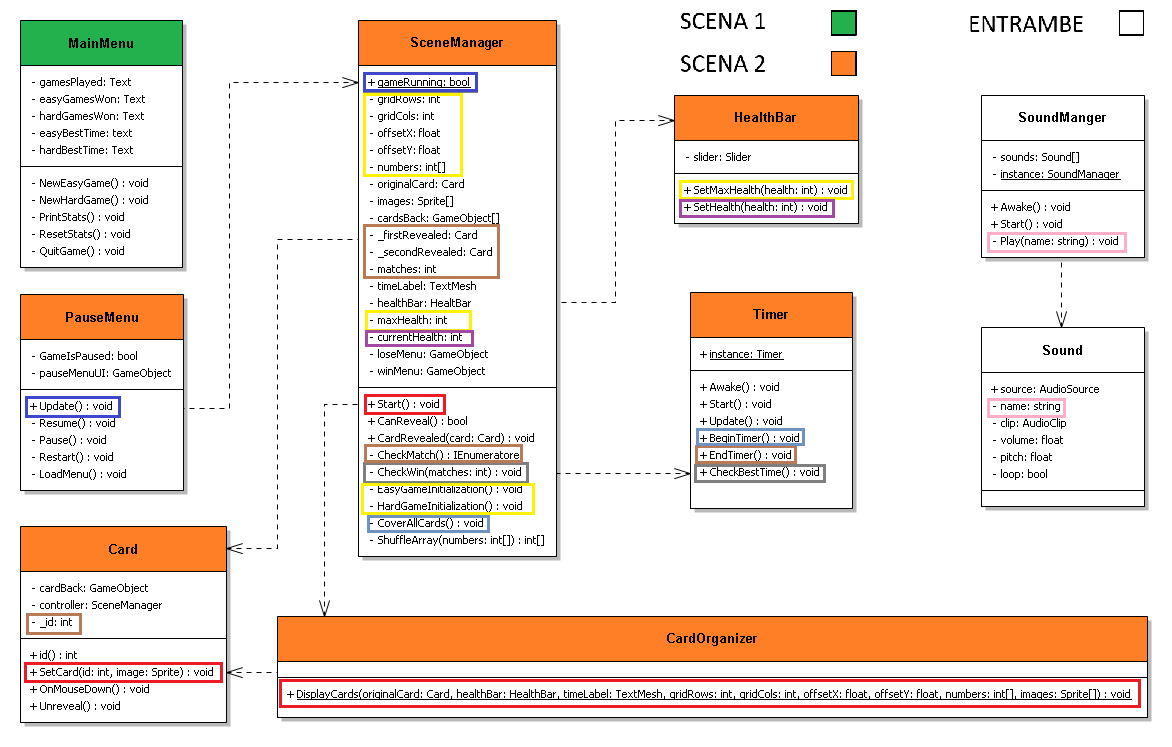 SCENA 1
SCENA 2
ENTRAMBE
MainMenu
- gamesPlayed: Text
- easyGamesWon: Text
- hardGamesWon: Text
- easyBestTime: text
- hardBestTime: Text
- NewEasyGame() : void
- NewHardGame() : void
- PrintStats() : void
- ResetStats() : void
- QuitGame() : void
PauseMenu
- GameIsPaused: bool
- pauseMenuUI: GameObject
+ Update() : void
- Resume() : void
- Pause() : void
- Restart() : void
- LoadMenu() : void
Card
- cardBack: GameObject
- controller: SceneManager
- _id: int
+ id() : int
+ SetCard(id: int, image: Sprite) : void
+ OnMouseDown() : void
+ Unreveal() : void
SceneManager
+ gameRunning: bool
- gridRows: int
- gridCols: int
- offsetX: float
- offsetY: float
- numbers: int[]
- originalCard: Card
- images: Sprite[]
- cardsBack: GameObject[]
- _firstRevealed: Card
- _secondRevealed: Card
- matches: int
- timeLabel: TextMesh
- healthBar: HealtBar
- maxHealth: int
- currentHealth: int
- loseMenu: GameObject
- winMenu: GameObject
+ Start() : void
+ CanReveal() : bool
+ CardRevealed(card: Card) : void
- CheckMatch() : IEnumeratore
- CheckWin(matches: int) : void
- EasyGameInitialization() : void
- HardGameInitialization() : void
- CoverAllCards() : void
- ShuffleArray(numbers: int[]) : int[]
HealthBar
- slider: Slider
+ SetMaxHealth(health: int) : void
+ SetHealth(health: int) : void
Timer
+ instance: Timer
+ Awake() : void
+ Start() : void
+ Update() : void
+ BeginTimer() : void
+ EndTimer() : void
+ CheckBestTime() : void
SoundManger
- sounds: Sound[]
- instance: SoundManager
+ Awake() : void
+ Start() : void
- Play(name: string) : void
Sound
+ source: AudioSource
- name: string
- clip: AudioClip
- volume: float
- pitch: float
- loop: bool
CardOrganizer
+ DisplayCards(originalCard: Card, healthBar: HealthBar, timeLabel: TextMesh, gridRows: int, gridCols: int, offsetX: float, offsetY: float, numbers: int[], images: Sprite[]) : void